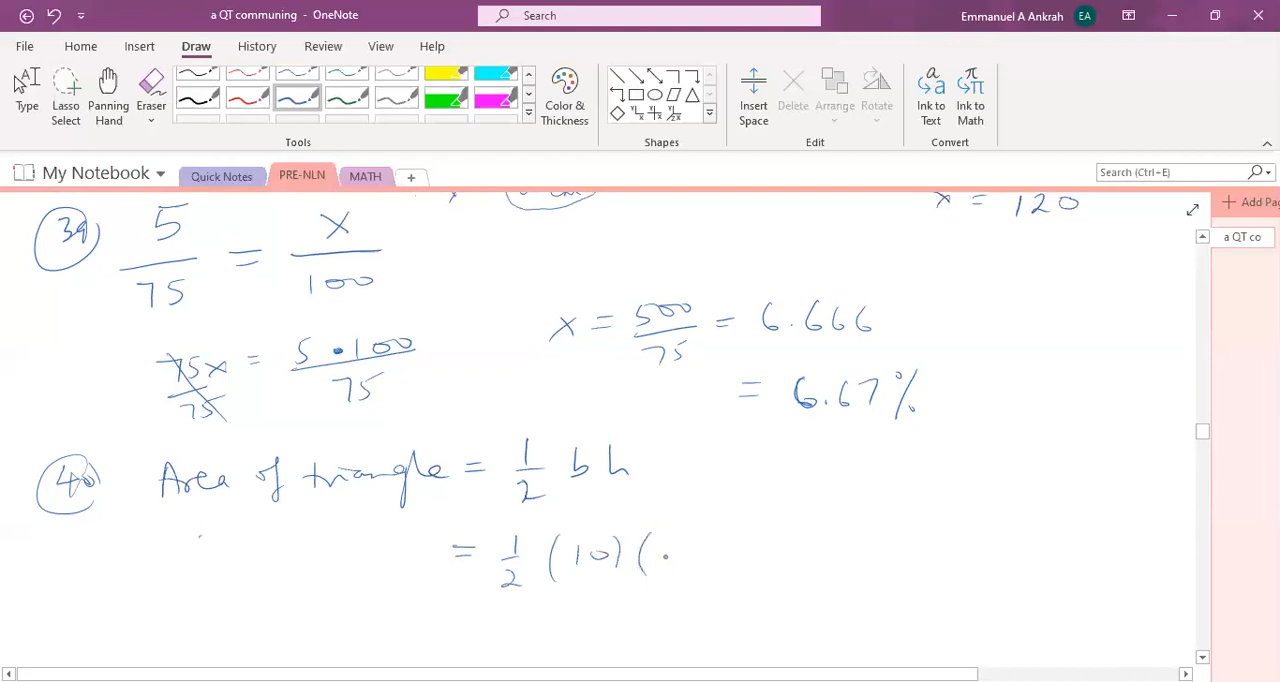 a QT communing - OneNote
Search
Emmanuel A Ankrah EA
File Home Insert Draw History Review View Help
Type
Lasso Select
Panning Hand
Eraser
Color & Thickness
Insert Space
Delete
Arrange
Rotate
Ink to Text
Ink to Math
Tools Shapes Edit Convert
My Notebook
Quick Notes PRE-NLN MATH +
Search (Ctrl+E)
Add Pag
a QT co
x = 120
39 5/75 = x/100
75x/75 = 5 • 100/75
x = 500/75 = 6.666
= 6.67%
40 Area of triangle = 1/2 b h
= 1/2 (10) (